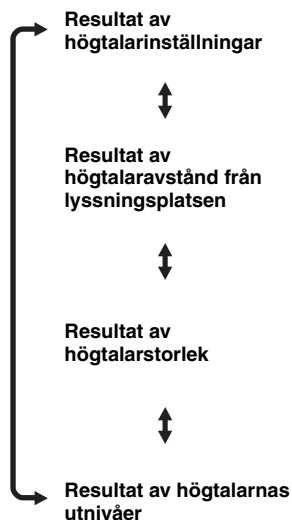 Resultat av
högtalarinställningar
Resultat av
högtalaravstånd från
lyssningsplatsen
Resultat av
högtalarstorlek
Resultat av högtalarnas
utnivåer